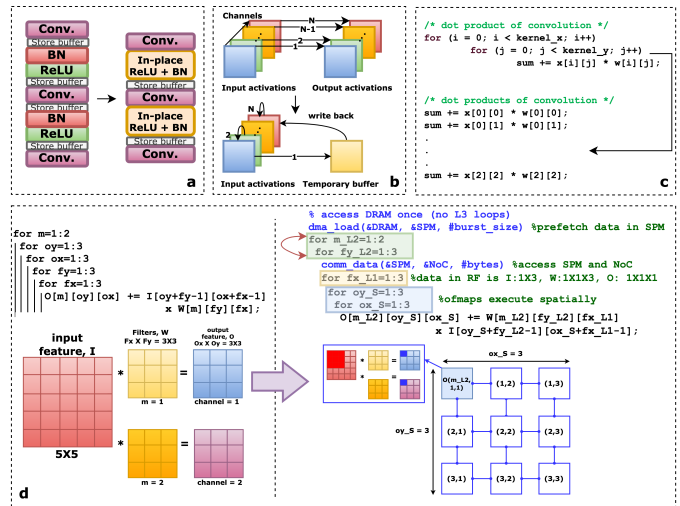 Conv.
Store buffer
BN
ReLU
Store buffer
Conv.
Store buffer
BN
ReLU
Store buffer
Conv.
Conv.
Store buffer
In-place
ReLU + BN
Conv.
Store buffer
In-place
ReLU + BN
Store buffer
Conv.
a
Channels
N
N-1
2
1
Input activations
Output activations
N
write back
2
1
Input activations
Temporary buffer
b
/* dot product of convolution */
for (i = 0; i < kernel_x; i++)
for (j = 0; j < kernel_y; j++)
sum += x[i][j] * w[i][j];
/* dot products of convolution */
sum += x[0][0] * w[0][0];
sum += x[0][1] * w[0][1];
.
.
.
sum += x[2][2] * w[2][2];
c
for m=1:2
for oy=1:3
for ox=1:3
for fy=1:3
for fx=1:3
O[m][oy][ox] += I[oy+fy-1][ox+fx-1]
x W[m][fy][fx];
input
feature, I
Filters, W
Fx X Fy = 3X3
output
feature, O
Ox X Oy = 3X3
*
=
5X5
m = 1
channel = 1
*
=
m = 2
channel = 2
d
% access DRAM once (no L3 loops)
dma_load(&DRAM, &SPM, #burst_size) %prefetch data in SPM
for m_L2=1:2
for fy_L2=1:3
comm_data(&SPM, &NoC, #bytes) %access SPM and NoC
for fx_L1=1:3 %data in RF is I:1X3, W:1X1X3, O: 1X1X1
for oy_S=1:3
for ox_S=1:3 %ofmaps execute spatially
O[m_L2][oy_S][ox_S] += W[m_L2][fy_L2][fx_L1]
x I[oy_S+fy_L2-1][ox_S+fx_L1-1];
*
=
*
=
ox_S = 3
oy_S = 3
O(m_L2,
1,1)
(1,2)
(1,3)
(2,1)
(2,2)
(2,3)
(3,1)
(3,2)
(3,3)